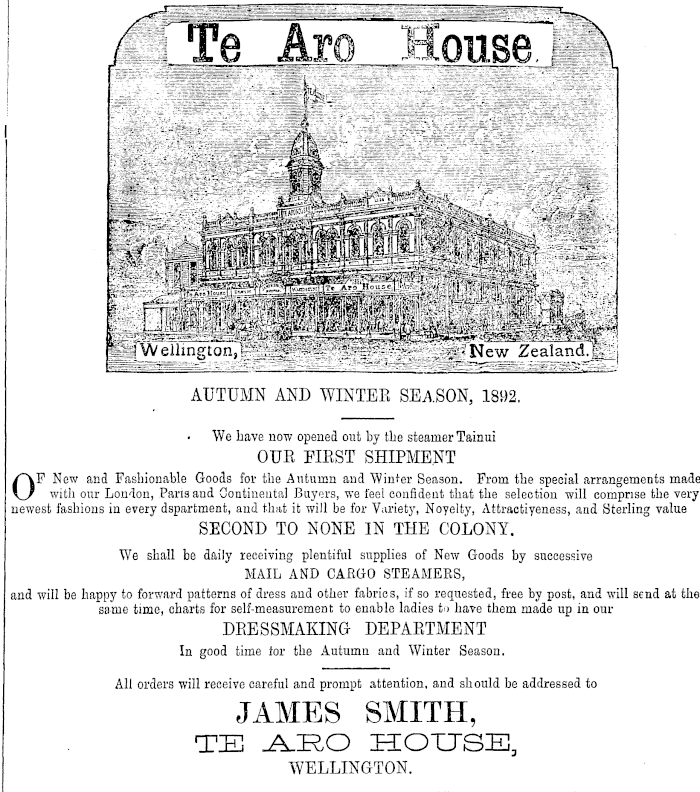 Te Aro House.
Te Aro House
Te Aro House
Wellington,
New Zealand.
AUTUMN AND WINTER SEASON, 1892.
We have now opened out by the steamer Tainui
OUR FIRST SHIPMENT
OF New and Fashionable Goods for the Autumn and Winter Season. From the special arrangements made
with our London, Paris and Continental Buyers, we feel confident that the selection will comprise the very
newest fashions in every dspartment, and that it will be for Variety, Novelty, Attractiveness, and Sterling value
SECOND TO NONE IN THE COLONY.
We shall be daily receiving plentiful supplies of New Goods by successive
MAIL AND CARGO STEAMERS,
and will be happy to forward patterns of dress and other fabrics, if so requested, free by post, and will send at the
same time, charts for self-measurement to enable ladies to have them made up in our
DRESSMAKING DEPARTMENT
In good time for the Autumn and Winter Season.
All orders will receive careful and prompt attention, and should be addressed to
JAMES SMITH,
TE ARO HOUSE,
WELLINGTON.